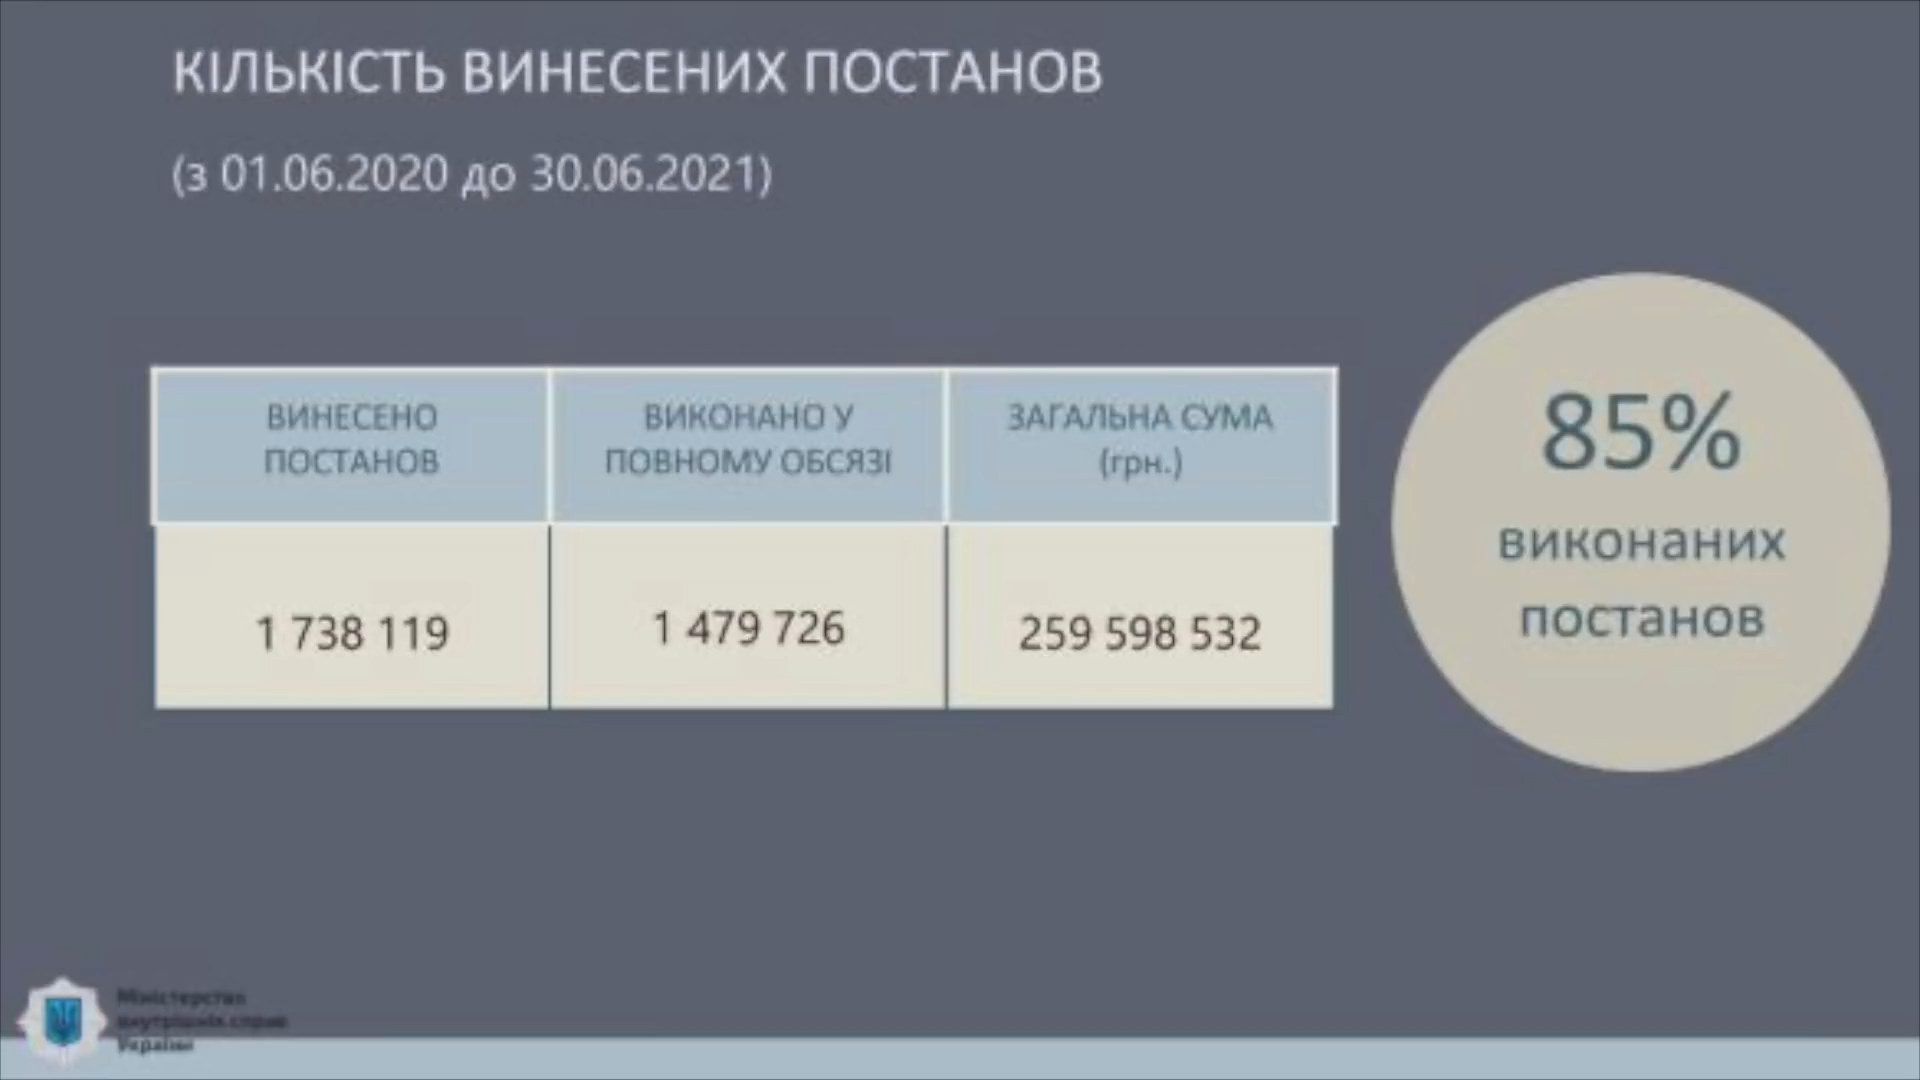 КІЛЬКІСТЬ ВИНЕСЕНИХ ПОСТАНОВ
(з 01.06.2020 до 30.06.2021)
ВИНЕСЕНО
ПОСТАНОВ
ВИКОНАНО У
ПОВНОМУ ОБСЯЗІ
ЗАГАЛЬНА СУМА
(грн.)
1 738 119
1 479 726
259 598 532
85%
виконаних
постанов
Міністерство
внутрішніх справ
України